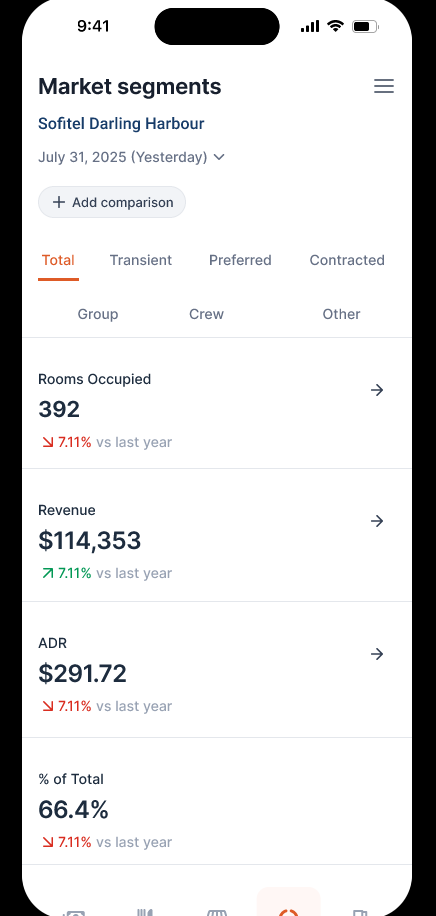 9:41
Market segments
Sofitel Darling Harbour
July 31, 2025 (Yesterday)
Add comparison
Total Transient Preferred Contracted
Group Crew Other
Rooms Occupied
392
7.11% vs last year
Revenue
$114,353
7.11% vs last year
ADR
$291.72
7.11% vs last year
% of Total
66.4%
7.11% vs last year